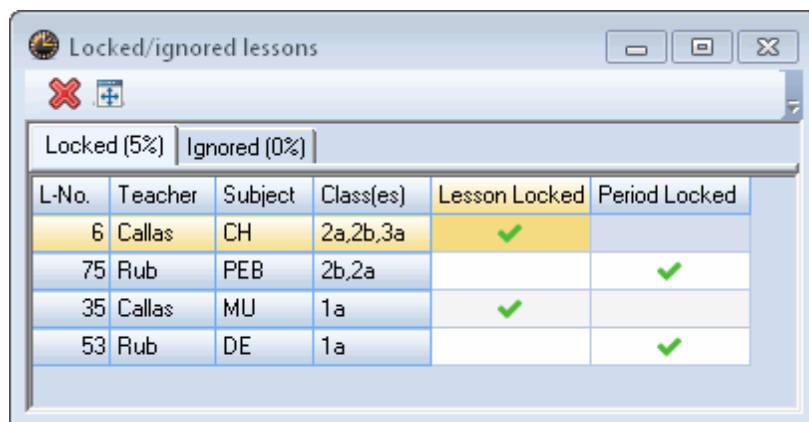 Locked/ignored lessons
Locked (5%) Ignored (0%)
L-No. Teacher Subject Class(es) Lesson Locked Period Locked
6 Callas CH 2a,2b,3a
75 Rub PEB 2b,2a
35 Callas MU 1a
53 Rub DE 1a